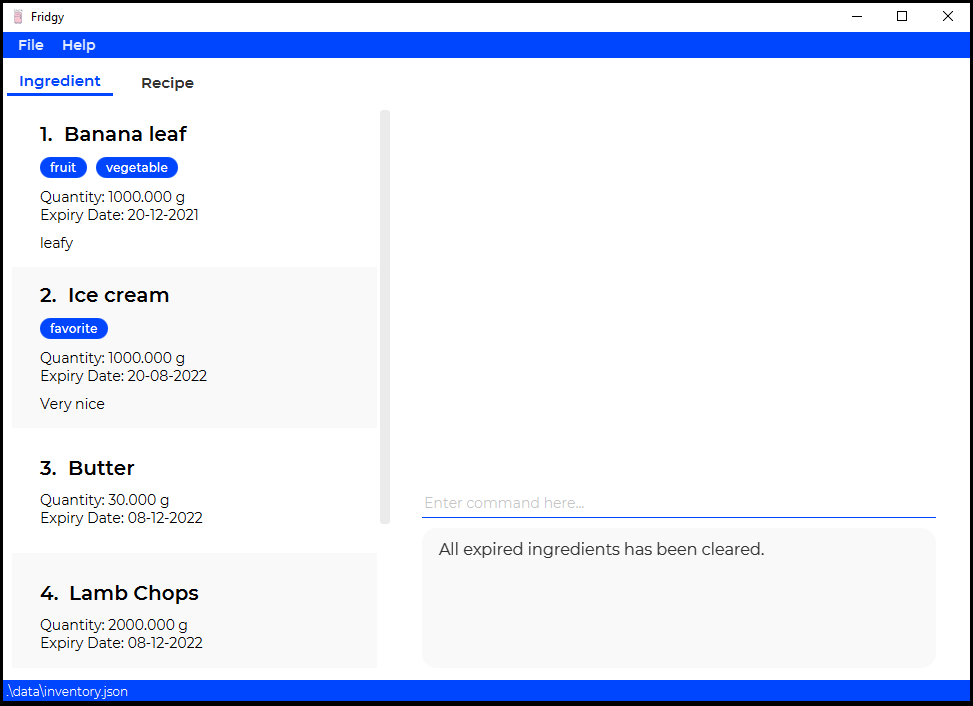 Fridgy
File Help
Ingredient Recipe
1. Banana leaf
fruit vegetable
Quantity: 1000.000 g
Expiry Date: 20-12-2021
leafy
2. Ice cream
favorite
Quantity: 1000.000 g
Expiry Date: 20-08-2022
Very nice
3. Butter
Quantity: 30.000 g
Expiry Date: 08-12-2022
4. Lamb Chops
Quantity: 2000.000 g
Expiry Date: 08-12-2022
Enter command here...
All expired ingredients has been cleared.
.\data\inventory.json